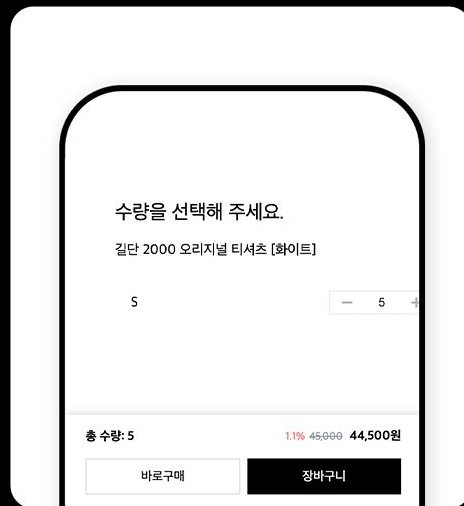 수량을 선택해 주세요.
길단 2000 오리지널 티셔츠 [화이트]
S － 5 +
총 수량: 5 1.1% 45,000 44,500원
바로구매 장바구니